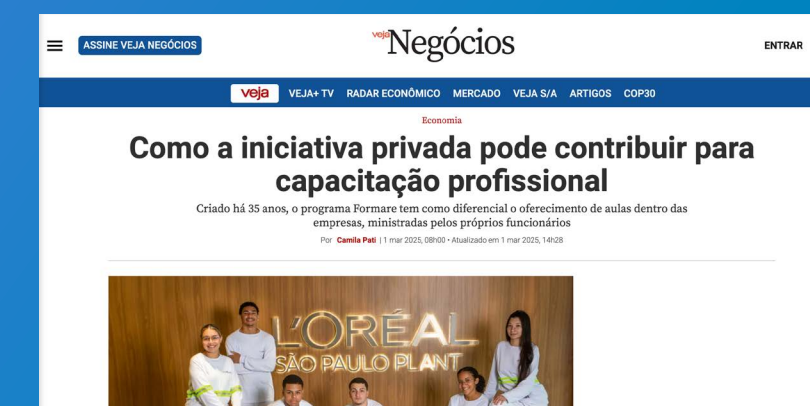 ASSINE VEJA NEGÓCIOS
veja Negócios
ENTRAR
veja VEJA+ TV RADAR ECONÔMICO MERCADO VEJA S/A ARTIGOS COP30
Economia
Como a iniciativa privada pode contribuir para
capacitação profissional
Criado há 35 anos, o programa Formare tem como diferencial o oferecimento de aulas dentro das
empresas, ministradas pelos próprios funcionários
Por Camila Pati | 1 mar 2025, 08h00 • Atualizado em 1 mar 2025, 14h28
L'ORÉAL
SÃO PAULO PLANT